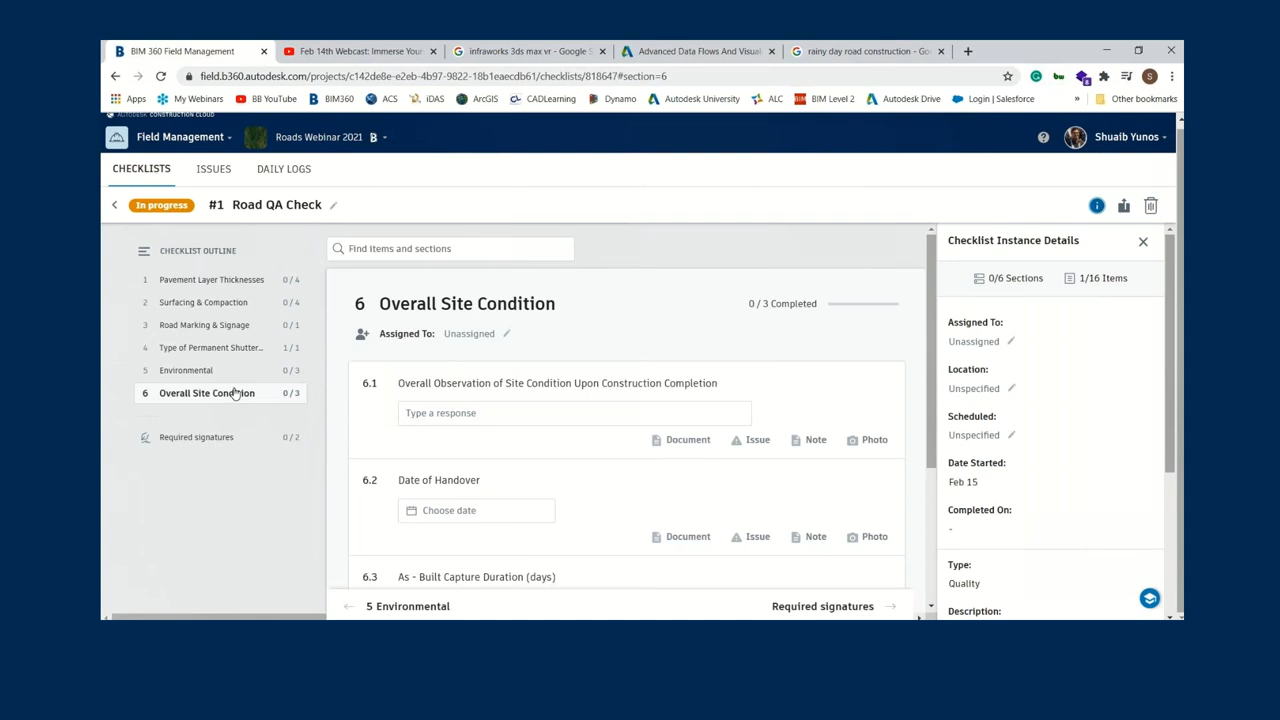 BIM 360 Field Management
Feb 14th Webcast: Immerse Your
infraworks 3ds max vr - Google S
Advanced Data Flows And Visual
rainy day road construction - Go
field.b360.autodesk.com/projects/c142de8e-e2eb-4b97-9822-18b1eaecdb61/checklists/818647#section=6
S
Apps
My Webinars
BB YouTube
BIM360
ACS
iDAS
ArcGIS
CADLearning
Dynamo
Autodesk University
ALC
BIM Level 2
Autodesk Drive
Login | Salesforce
»
Other bookmarks
AUTODESK CONSTRUCTION CLOUD
Field Management
Roads Webinar 2021
B
Shuaib Yunos
CHECKLISTS
ISSUES
DAILY LOGS
In progress
#1 Road QA Check
CHECKLIST OUTLINE
1 Pavement Layer Thicknesses 0 / 4
2 Surfacing & Compaction 0 / 4
3 Road Marking & Signage 0 / 1
4 Type of Permanent Shutter... 1 / 1
5 Environmental 0 / 3
6 Overall Site Condition 0 / 3
Required signatures 0 / 2
Find items and sections
6 Overall Site Condition
0 / 3 Completed
Assigned To: Unassigned
6.1 Overall Observation of Site Condition Upon Construction Completion
Type a response
Document Issue Note Photo
6.2 Date of Handover
Choose date
Document Issue Note Photo
6.3 As - Built Capture Duration (days)
5 Environmental
Required signatures
Checklist Instance Details
0/6 Sections
1/16 Items
Assigned To:
Unassigned
Location:
Unspecified
Scheduled:
Unspecified
Date Started:
Feb 15
Completed On:
-
Type:
Quality
Description: